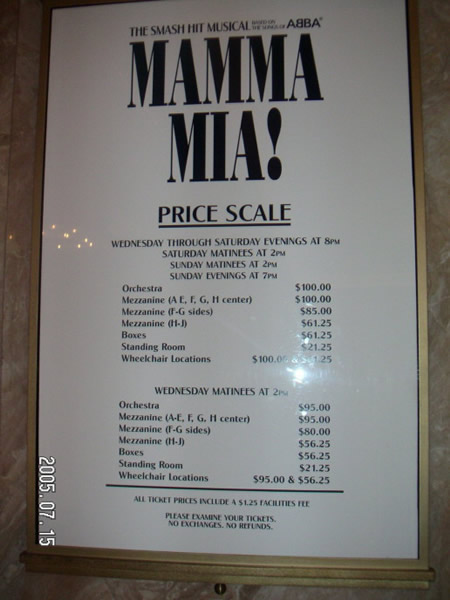 THE SMASH HIT MUSICAL BASED ON THE SONGS OF ABBA®
MAMMA
MIA!
PRICE SCALE
WEDNESDAY THROUGH SATURDAY EVENINGS AT 8PM
SATURDAY MATINEES AT 2PM
SUNDAY MATINEES AT 2PM
SUNDAY EVENINGS AT 7PM
Orchestra $100.00
Mezzanine (A E, F, G, H center) $100.00
Mezzanine (F-G sides) $85.00
Mezzanine (H-J) $61.25
Boxes $61.25
Standing Room $21.25
Wheelchair Locations $100.00 &
WEDNESDAY MATINEES AT 2PM
Orchestra $95.00
Mezzanine (A-E, F, G, H center) $95.00
Mezzanine (F-G sides) $80.00
Mezzanine (H-J) $56.25
Boxes $56.25
Standing Room $21.25
Wheelchair Locations $95.00 & $56.25
ALL TICKET PRICES INCLUDE A $1.25 FACILITIES FEE
PLEASE EXAMINE YOUR TICKETS.
NO EXCHANGES. NO REFUNDS.
2005.07.15